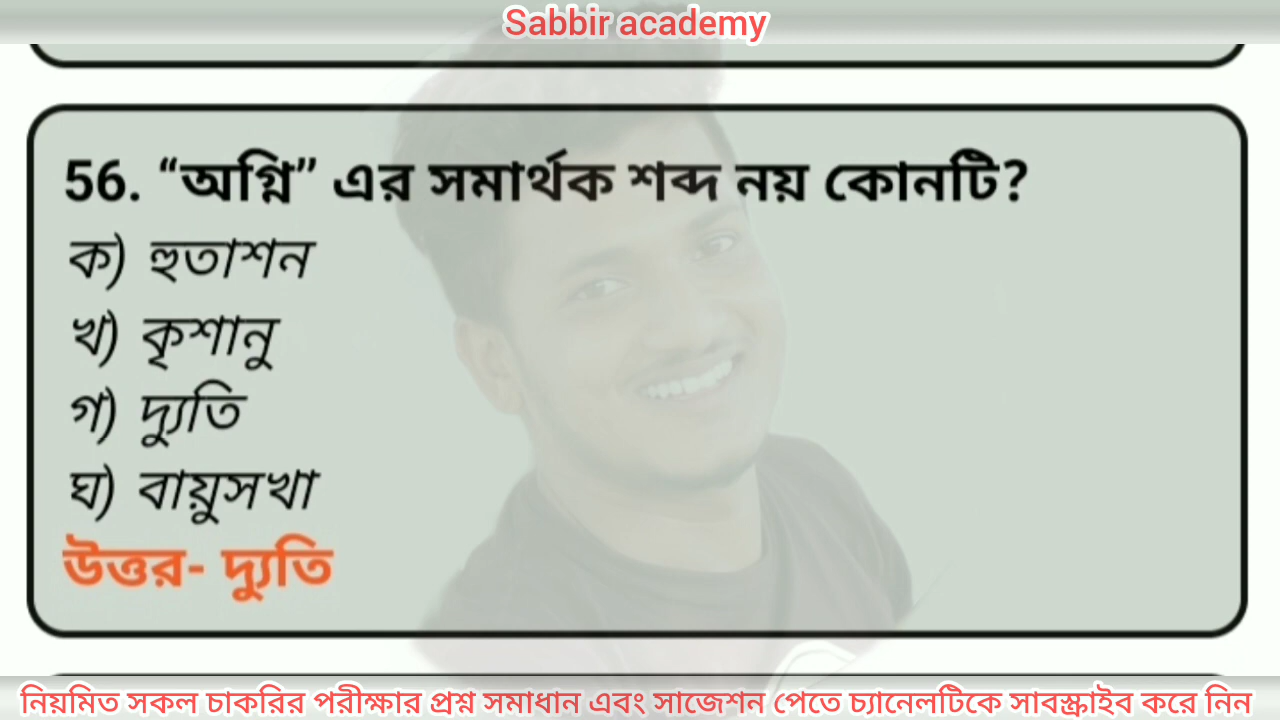 Sabbir academy
56. “অগ্নি” এর সমার্থক শব্দ নয় কোনটি?
ক) হুতাশন
খ) কৃশানু
গ) দ্যুতি
ঘ) বায়ুসখা
উত্তর- দ্যুতি
নিয়মিত সকল চাকরির পরীক্ষার প্রশ্ন সমাধান এবং সাজেশন পেতে চ্যানেলটিকে সাবস্ক্রাইব করে নিন